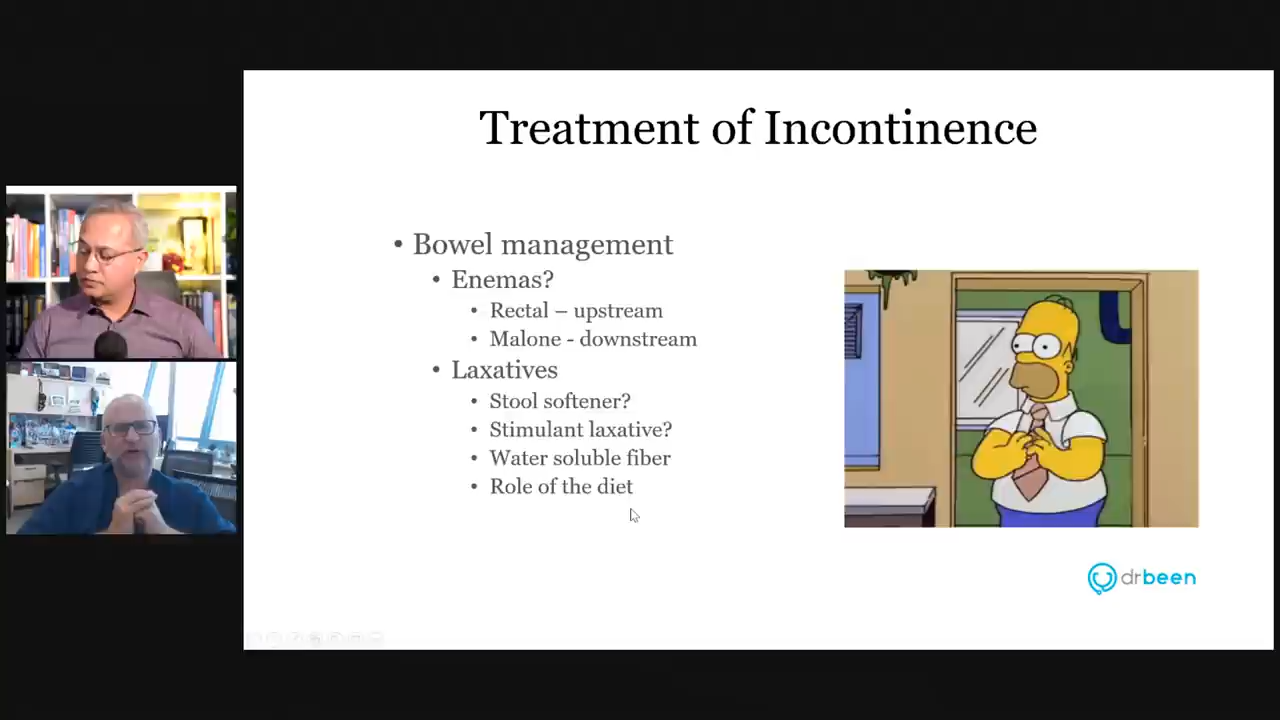 Treatment of Incontinence
• Bowel management
• Enemas?
• Rectal – upstream
• Malone - downstream
• Laxatives
• Stool softener?
• Stimulant laxative?
• Water soluble fiber
• Role of the diet
drbeen